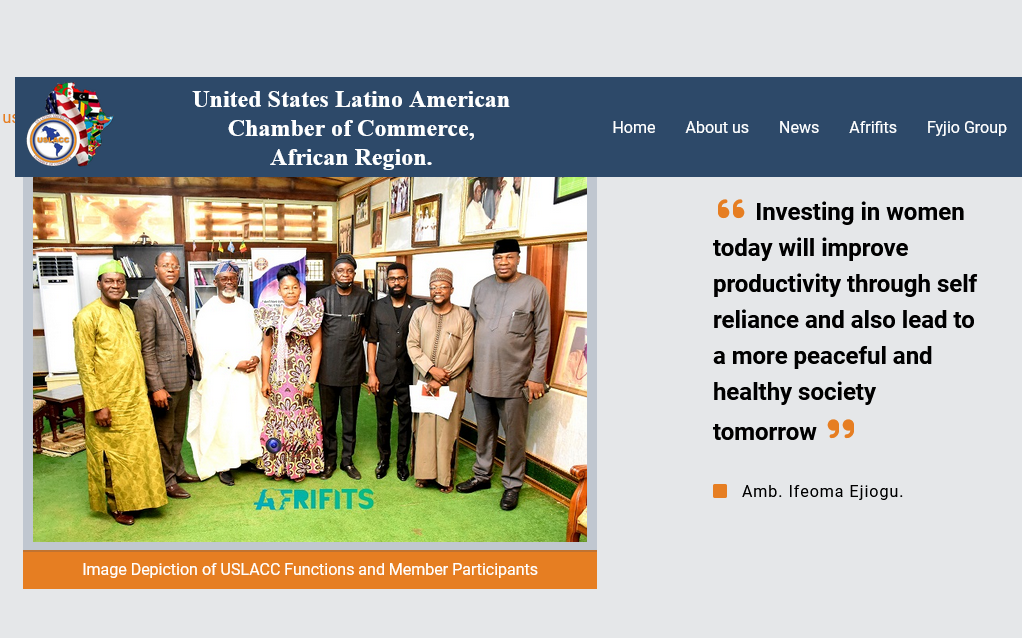 us
USLACC
United States Latino American
Chamber of Commerce,
African Region.
Home About us News Afrifits Fyjio Group
AFRIFITS
Image Depiction of USLACC Functions and Member Participants
“ Investing in women
today will improve
productivity through self
reliance and also lead to
a more peaceful and
healthy society
tomorrow ”
Amb. Ifeoma Ejiogu.